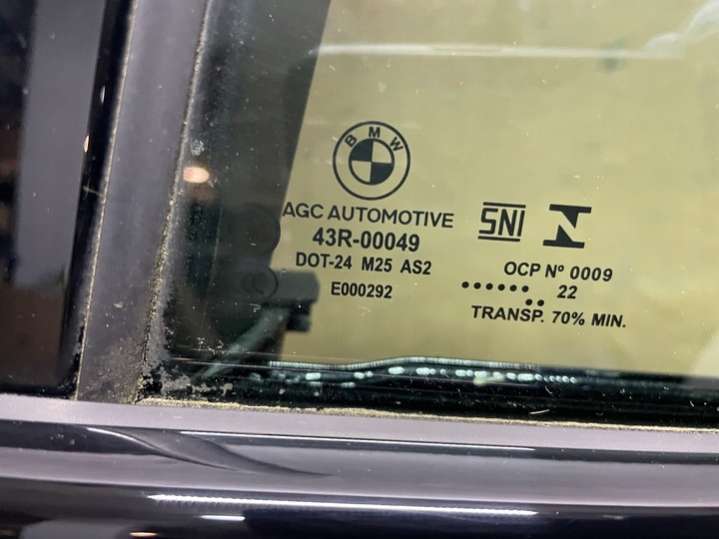 BMW
AGC AUTOMOTIVE
43R-00049
DOT-24 M25 AS2
E000292
SNI
OCP Nº 0009
22
TRANSP. 70% MIN.